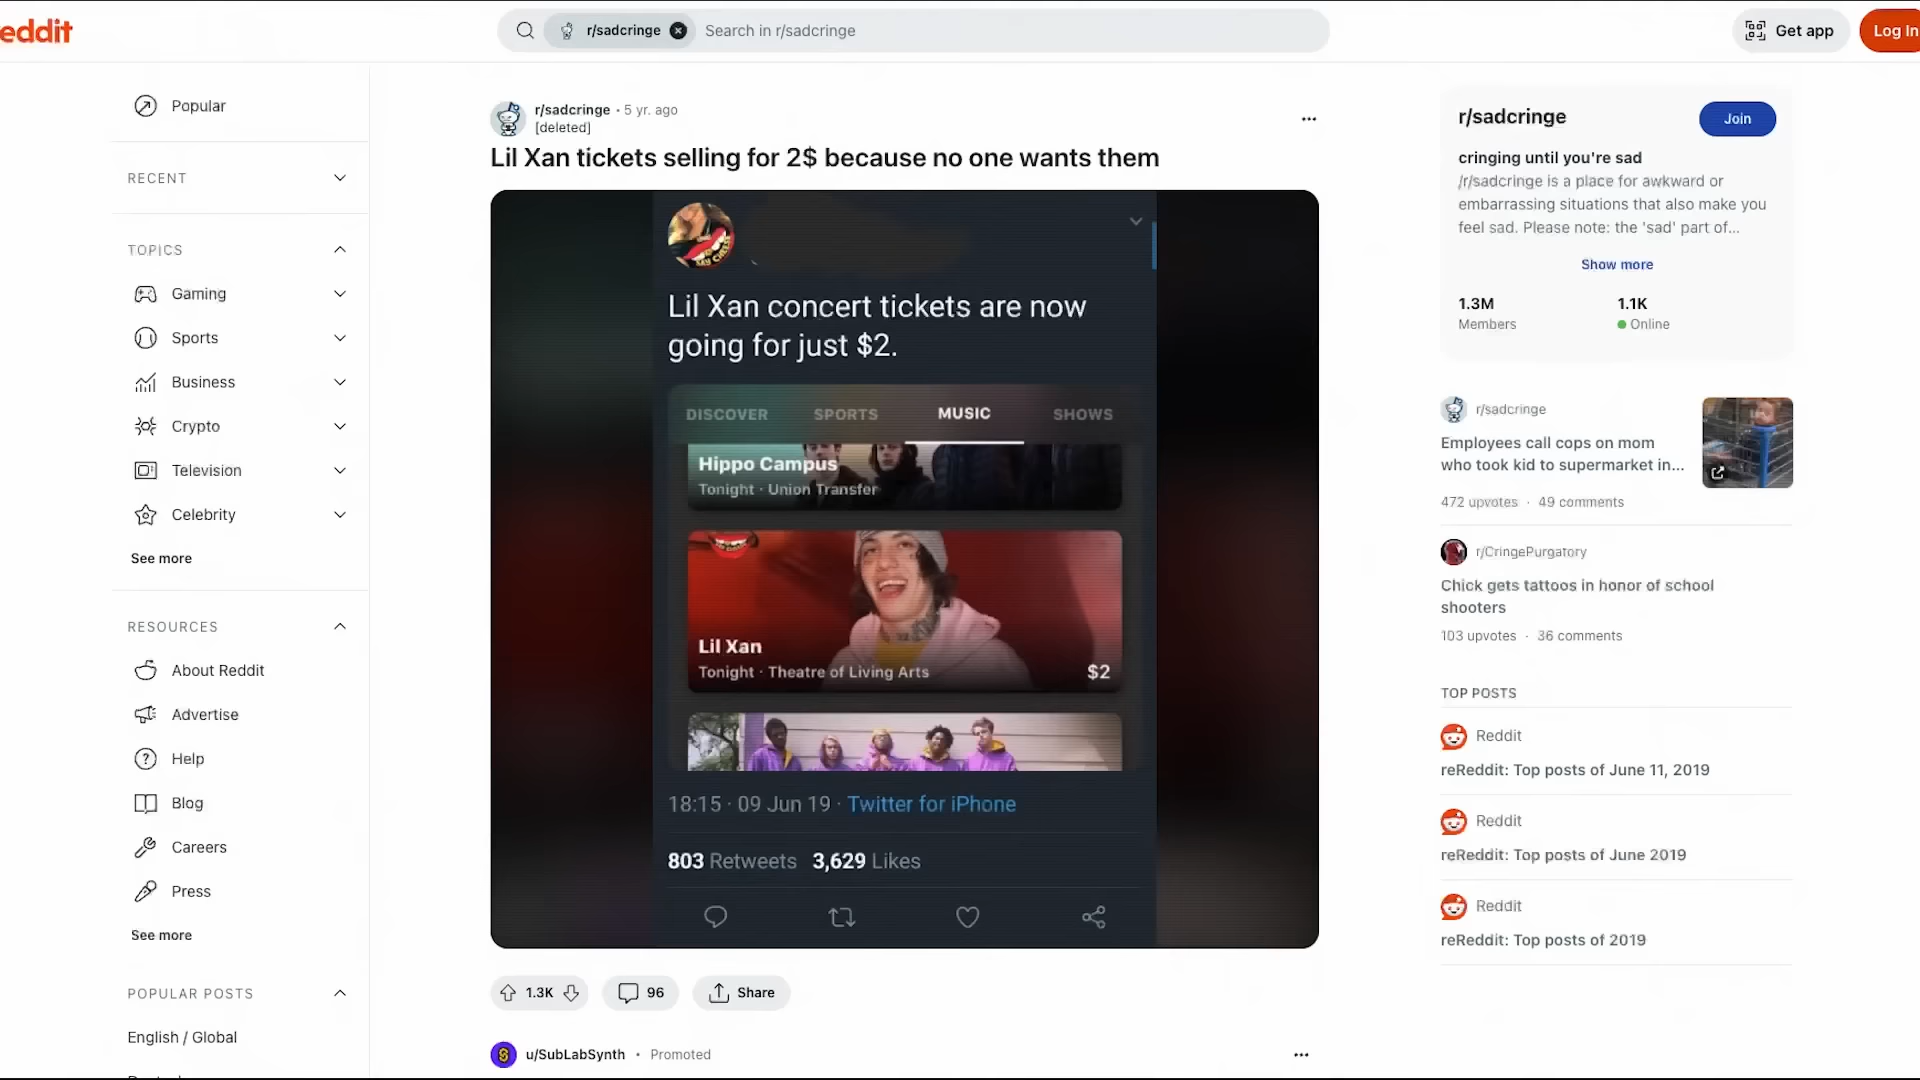 eddit
r/sadcringe
Search in r/sadcringe
Get app
Log In
Popular
RECENT
TOPICS
Gaming
Sports
Business
Crypto
Television
Celebrity
See more
RESOURCES
About Reddit
Advertise
Help
Blog
Careers
Press
See more
POPULAR POSTS
English / Global
r/sadcringe • 5 yr. ago
[deleted]
Lil Xan tickets selling for 2$ because no one wants them
Lil Xan concert tickets are now
going for just $2.
DISCOVER SPORTS MUSIC SHOWS
Hippo Campus
Tonight · Union Transfer
Lil Xan
Tonight · Theatre of Living Arts $2
18:15 · 09 Jun 19 · Twitter for iPhone
803 Retweets 3,629 Likes
1.3K
96
Share
u/SubLabSynth • Promoted
r/sadcringe
Join
cringing until you're sad
/r/sadcringe is a place for awkward or
embarrassing situations that also make you
feel sad. Please note: the 'sad' part of...
Show more
1.3M 1.1K
Members Online
r/sadcringe
Employees call cops on mom
who took kid to supermarket in...
472 upvotes · 49 comments
r/CringePurgatory
Chick gets tattoos in honor of school
shooters
103 upvotes · 36 comments
TOP POSTS
Reddit
reReddit: Top posts of June 11, 2019
Reddit
reReddit: Top posts of June 2019
Reddit
reReddit: Top posts of 2019